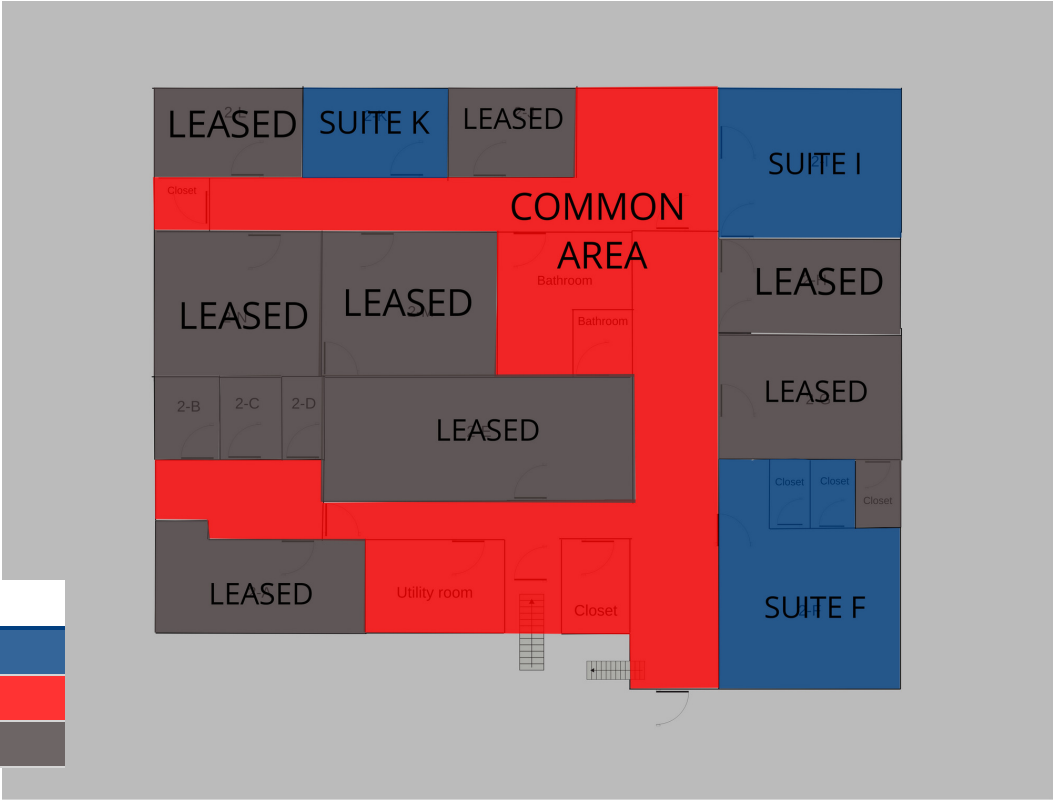 LEASED
SUITE K
LEASED
SUITE I
Closet
COMMON
AREA
Bathroom
LEASED
LEASED
LEASED
Bathroom
LEASED
2-B
2-C
2-D
LEASED
Closet
Closet
Closet
LEASED
Utility room
Closet
SUITE F